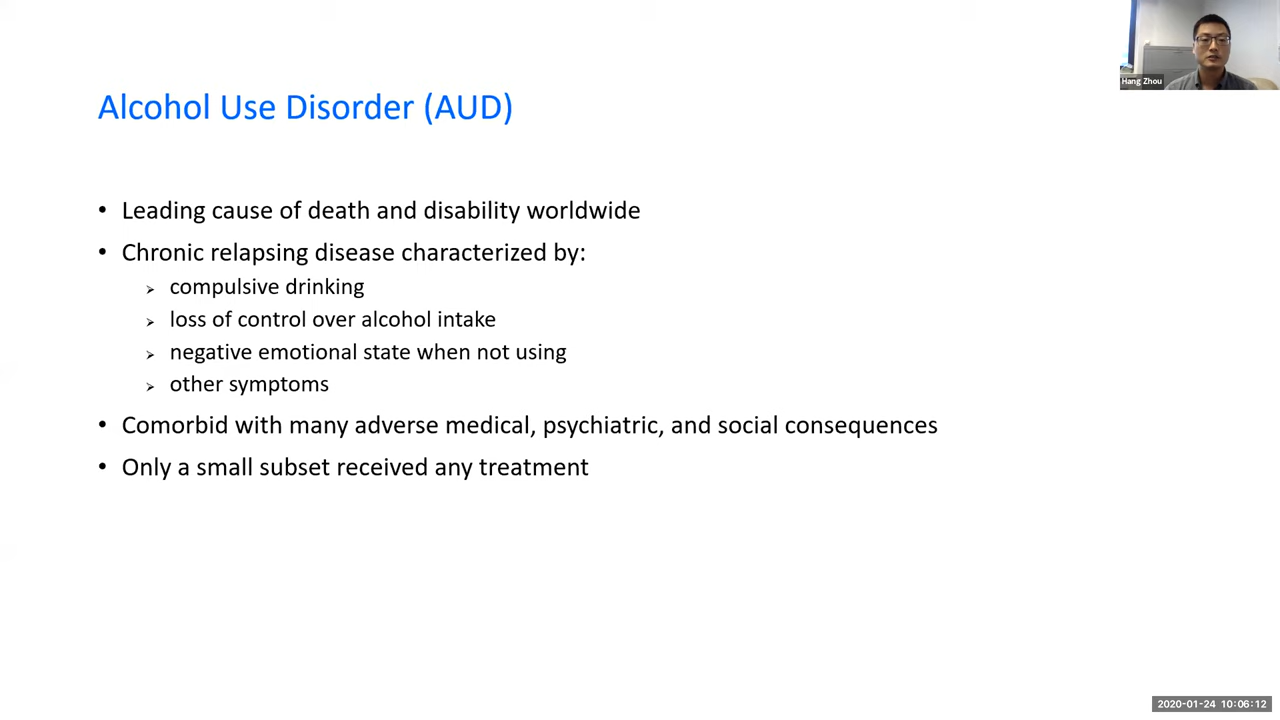 Hang Zhou
Alcohol Use Disorder (AUD)
• Leading cause of death and disability worldwide
• Chronic relapsing disease characterized by:
➢ compulsive drinking
➢ loss of control over alcohol intake
➢ negative emotional state when not using
➢ other symptoms
• Comorbid with many adverse medical, psychiatric, and social consequences
• Only a small subset received any treatment
2020-01-24 10:06:12